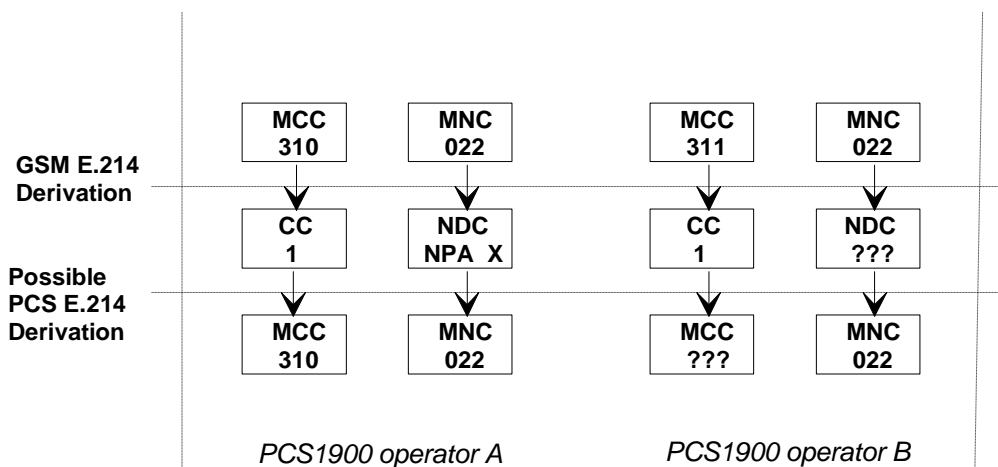 MCC
310
MNC
022
MCC
311
MNC
022
GSM E.214
Derivation
CC
1
NDC
NPA X
CC
1
NDC
???
Possible
PCS E.214
Derivation
MCC
310
MNC
022
MCC
???
MNC
022
PCS1900 operator A
PCS1900 operator B